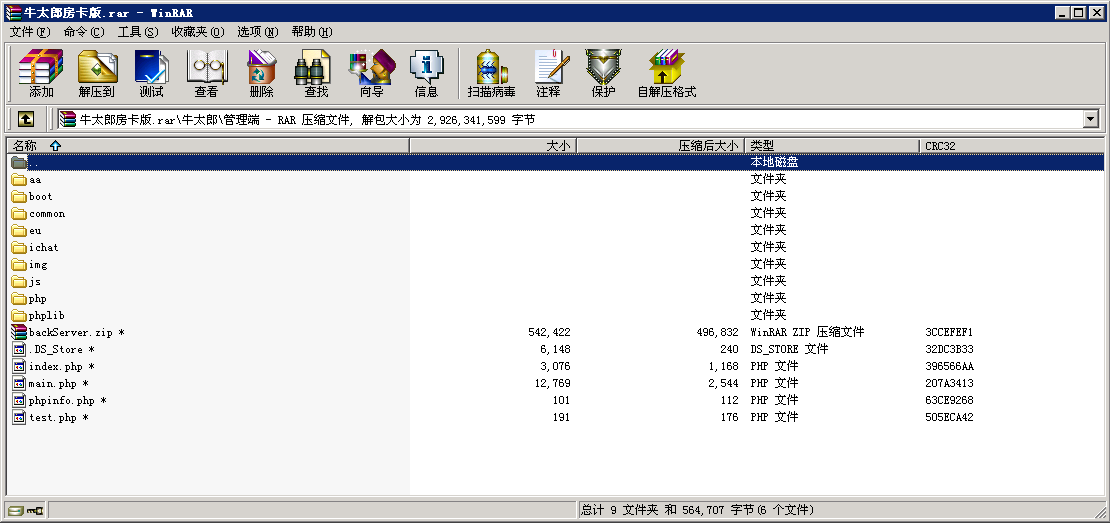 牛太郎房卡版.rar - WinRAR
文件(F) 命令(C) 工具(S) 收藏夹(O) 选项(N) 帮助(H)
添加 解压到 测试 查看 删除 查找 向导 信息 扫描病毒 注释 保护 自解压格式
牛太郎房卡版.rar\牛太郎\管理端 - RAR 压缩文件, 解包大小为 2,926,341,599 字节
名称 大小 压缩后大小 类型 CRC32
.. 本地磁盘
aa 文件夹
boot 文件夹
common 文件夹
eu 文件夹
ichat 文件夹
img 文件夹
js 文件夹
php 文件夹
phplib 文件夹
backServer.zip * 542,422 496,832 WinRAR ZIP 压缩文件 3CCEFEF1
.DS_Store * 6,148 240 DS_STORE 文件 32DC3B33
index.php * 3,076 1,168 PHP 文件 396566AA
main.php * 12,769 2,544 PHP 文件 207A3413
phpinfo.php * 101 112 PHP 文件 63CE9268
test.php * 191 176 PHP 文件 505ECA42
总计 9 文件夹 和 564,707 字节(6 个文件)